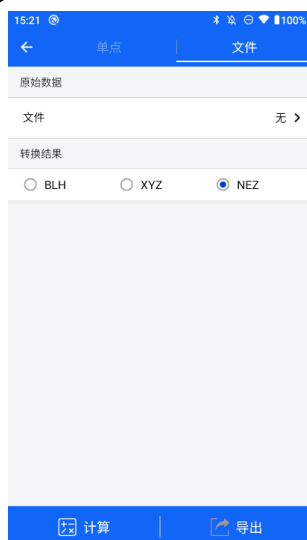 15:21 100%
单点 文件
原始数据
文件 无
转换结果
BLH XYZ NEZ
计算 导出